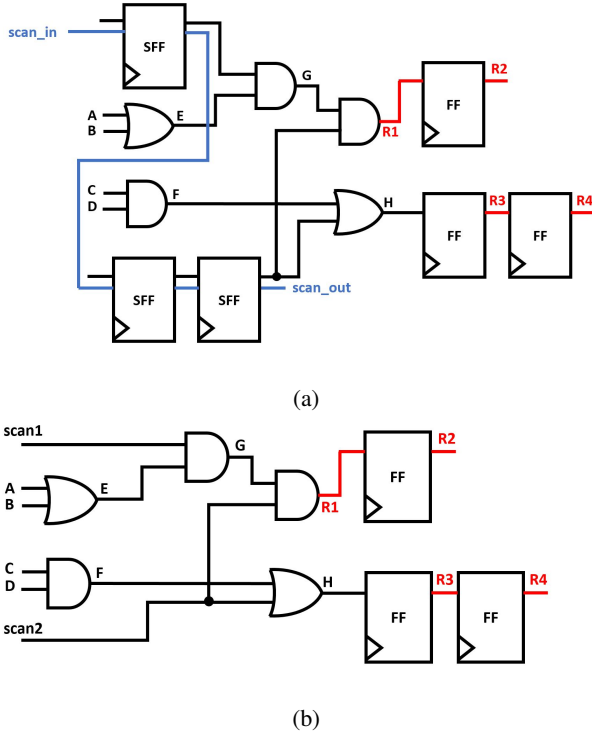 scan_in
SFF
G
R2
FF
A
B
E
R1
C
D
F
H
R3
R4
FF
FF
SFF
SFF
scan_out
(a)
scan1
G
R2
FF
A
B
E
R1
C
D
F
H
R3
R4
FF
FF
scan2
(b)